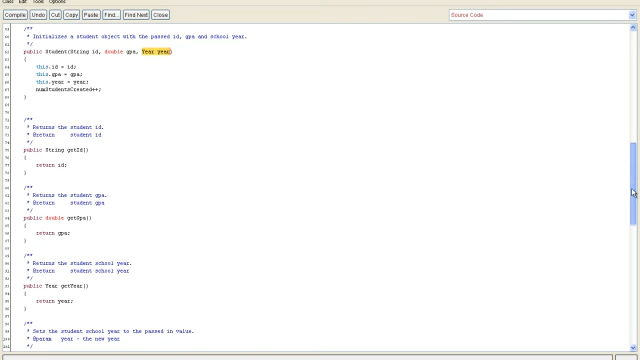 Class Edit Tools Options
Compile Undo Cut Copy Paste Find... Find Next Close Source Code
/**
* Initializes a student object with the passed id, gpa and school year.
*/
public Student(String id, double gpa, Year year)
{
this.id = id;
this.gpa = gpa;
this.year = year;
numStudentsCreated++;
}
/**
* Returns the student id.
* @return student id
*/
public String getId()
{
return id;
}
/**
* Returns the student gpa.
* @return student gpa
*/
public double getGpa()
{
return gpa;
}
/**
* Returns the student school year.
* @return student school year
*/
public Year getYear()
{
return year;
}
/**
* Sets the student school year to the passed in value.
* @param year - the new year
*/